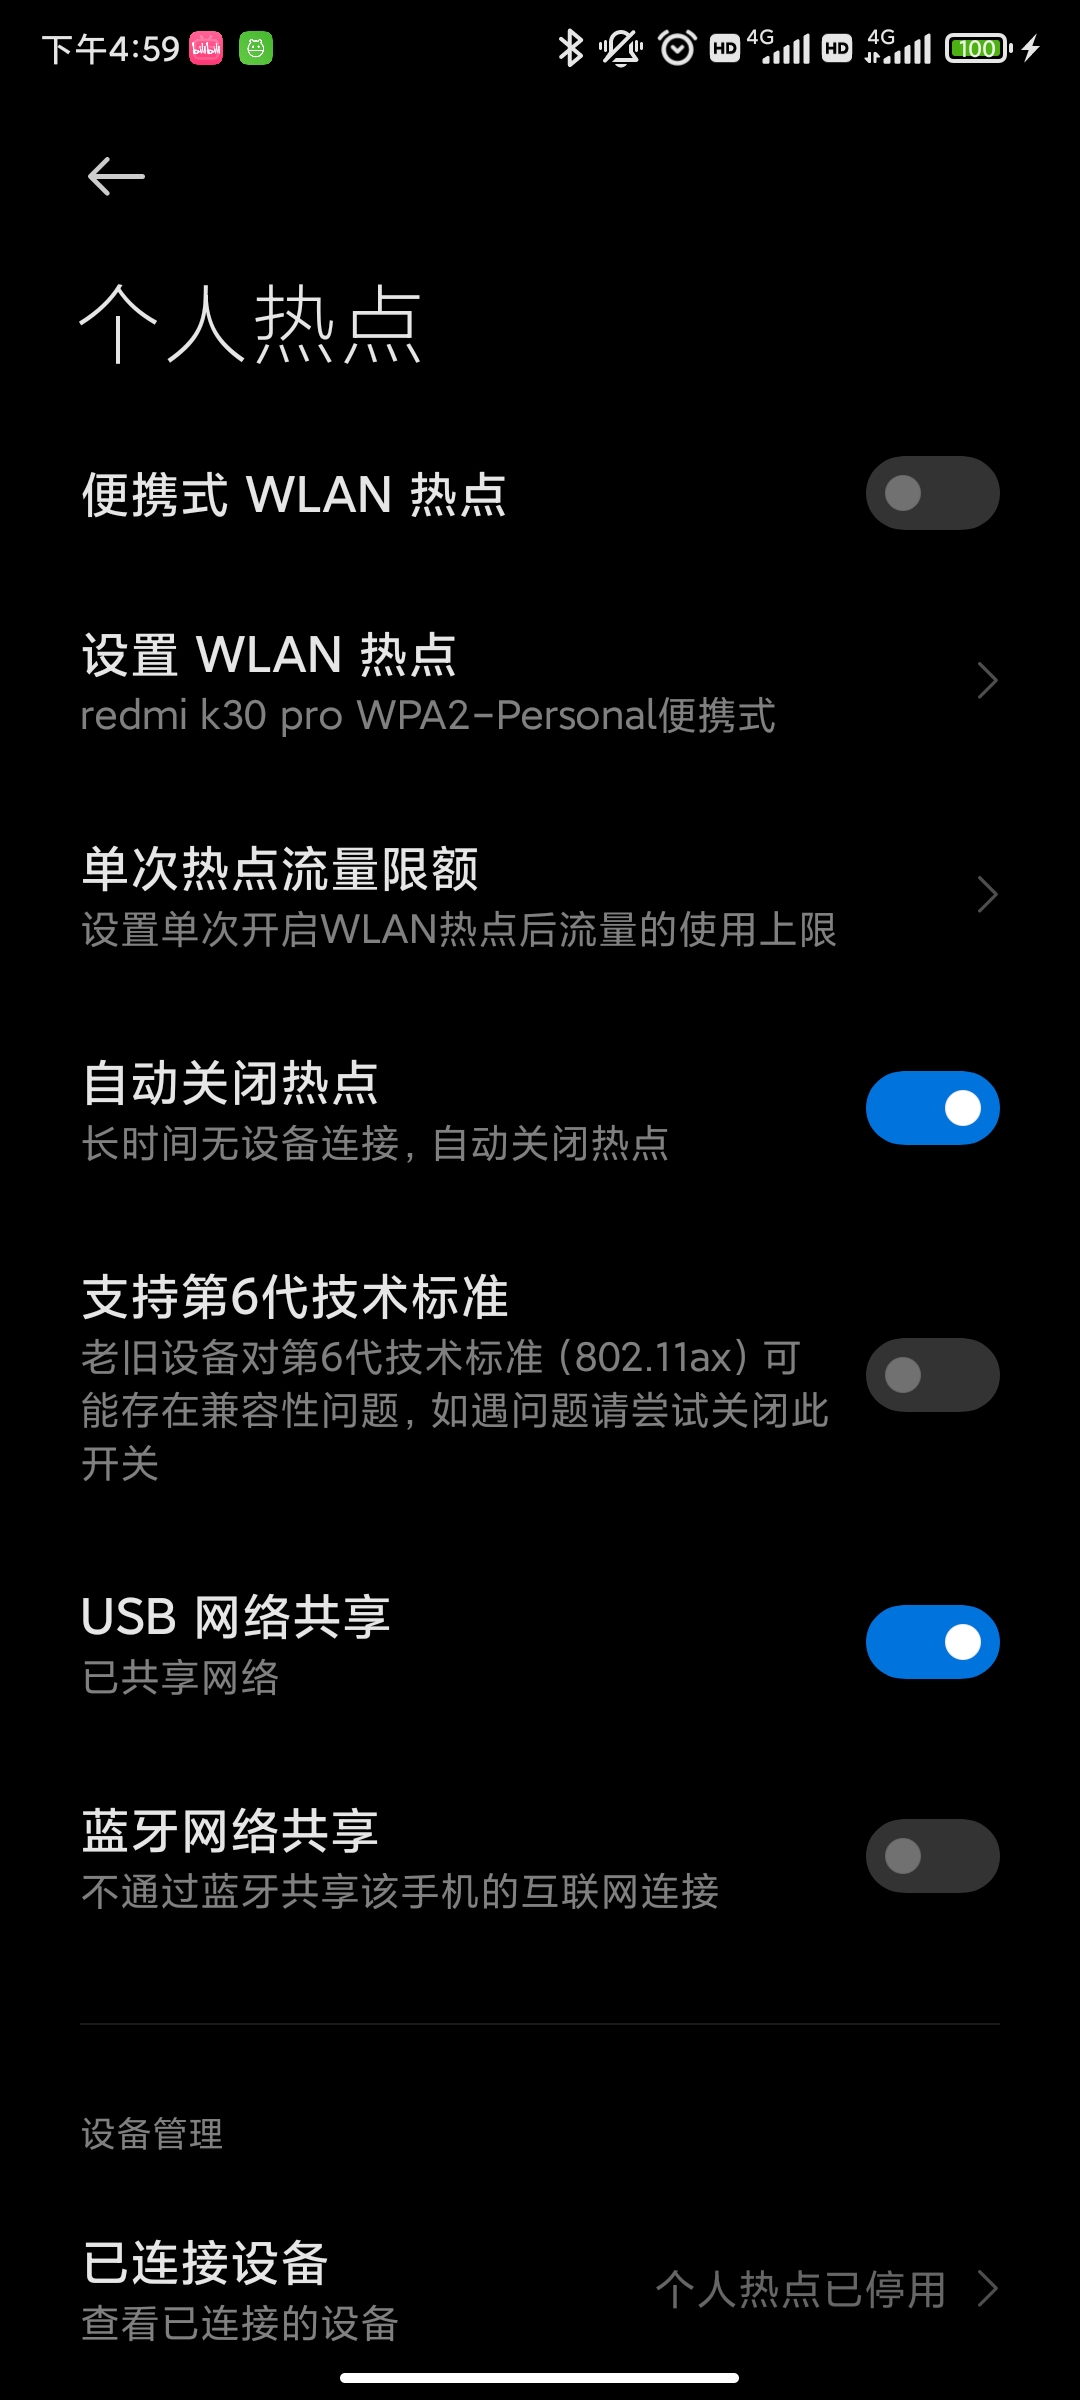 下午4:59 bilibili HD 4G HD 4G 100
个人热点
便携式 WLAN 热点
设置 WLAN 热点
redmi k30 pro WPA2-Personal便携式
单次热点流量限额
设置单次开启WLAN热点后流量的使用上限
自动关闭热点
长时间无设备连接，自动关闭热点
支持第6代技术标准
老旧设备对第6代技术标准（802.11ax）可
能存在兼容性问题，如遇问题请尝试关闭此
开关
USB 网络共享
已共享网络
蓝牙网络共享
不通过蓝牙共享该手机的互联网连接
设备管理
已连接设备
个人热点已停用
查看已连接的设备